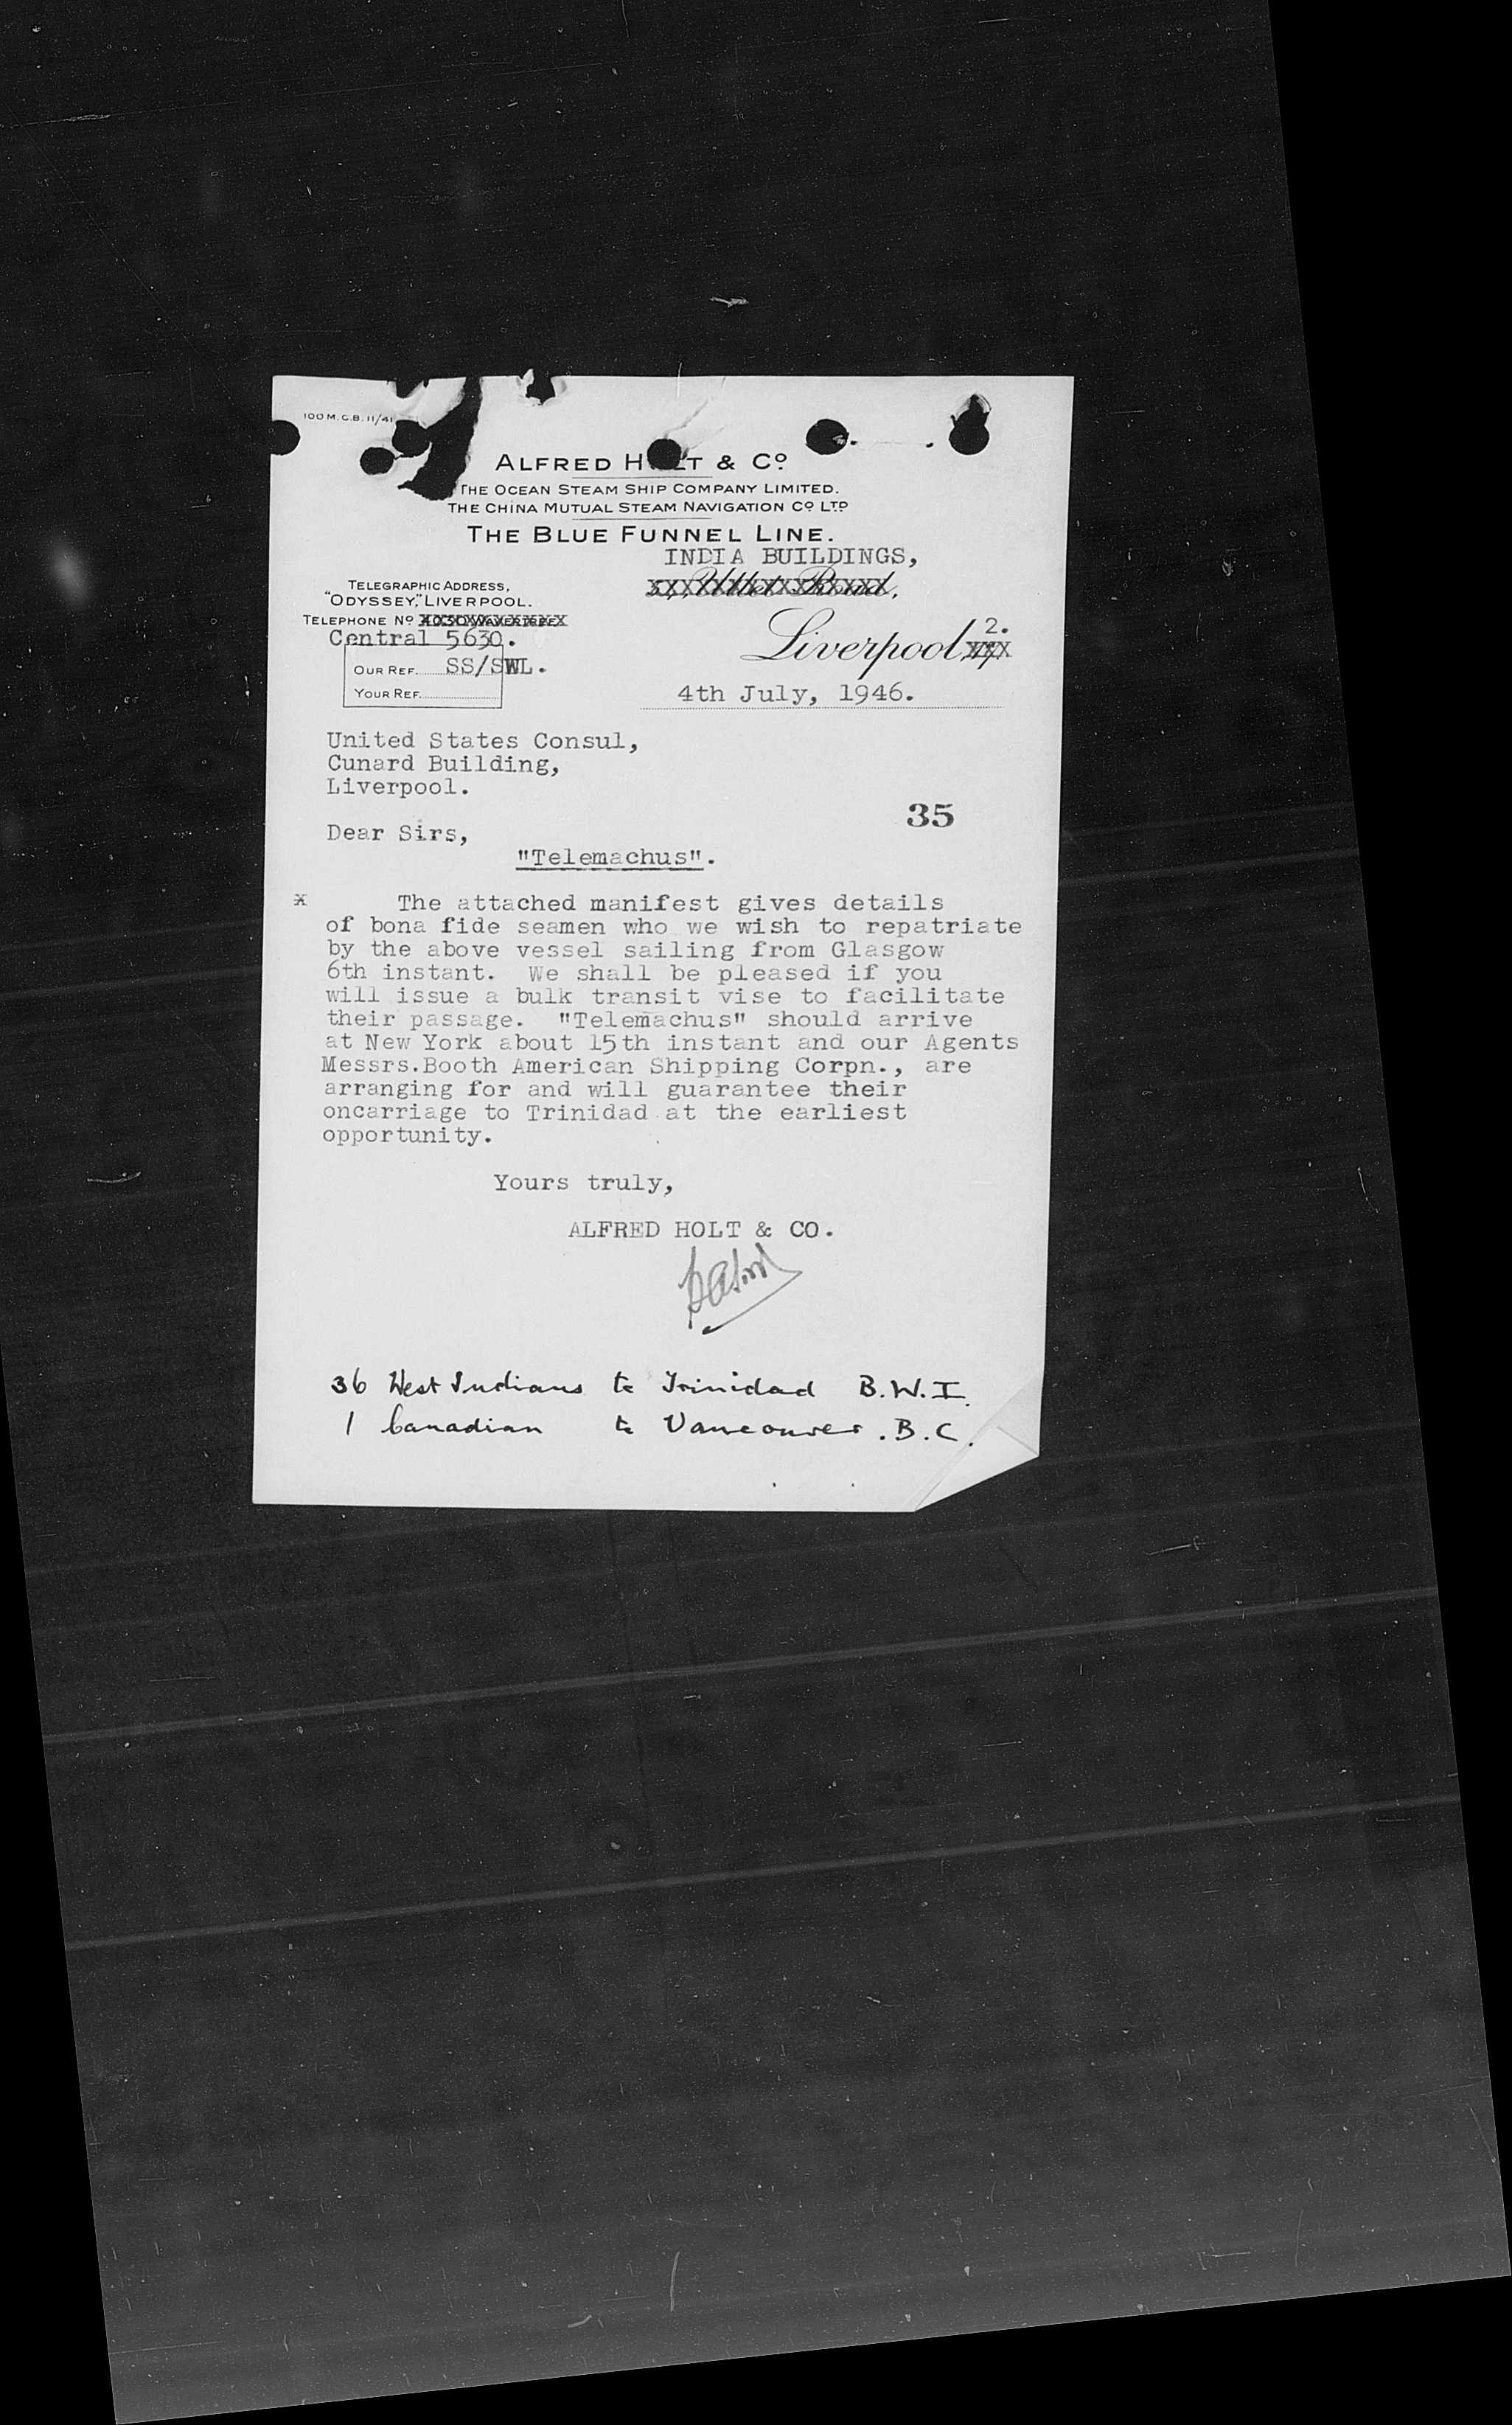 100M.C.B. 11/41
ALFRED HOLT & Co.
THE OCEAN STEAM SHIP COMPANY LIMITED.
THE CHINA MUTUAL STEAM NAVIGATION Co. LTD
THE BLUE FUNNEL LINE.
INDIA BUILDINGS,
TELEGRAPHIC ADDRESS,
"ODYSSEY," LIVERPOOL.
TELEPHONE No.
Central 5630.
Liverpool, 2.
OUR REF. SS/SWL.
YOUR REF.
4th July, 1946.
United States Consul,
Cunard Building,
Liverpool.
35
Dear Sirs,
"Telemachus".
x The attached manifest gives details
of bona fide seamen who we wish to repatriate
by the above vessel sailing from Glasgow
6th instant. We shall be pleased if you
will issue a bulk transit vise to facilitate
their passage. "Telemachus" should arrive
at New York about 15th instant and our Agents
Messrs.Booth American Shipping Corpn., are
arranging for and will guarantee their
oncarriage to Trinidad at the earliest
opportunity.
Yours truly,
ALFRED HOLT & CO.
36 West Indians to Trinidad B.W.I.
1 Canadian to Vancouver. B.C.